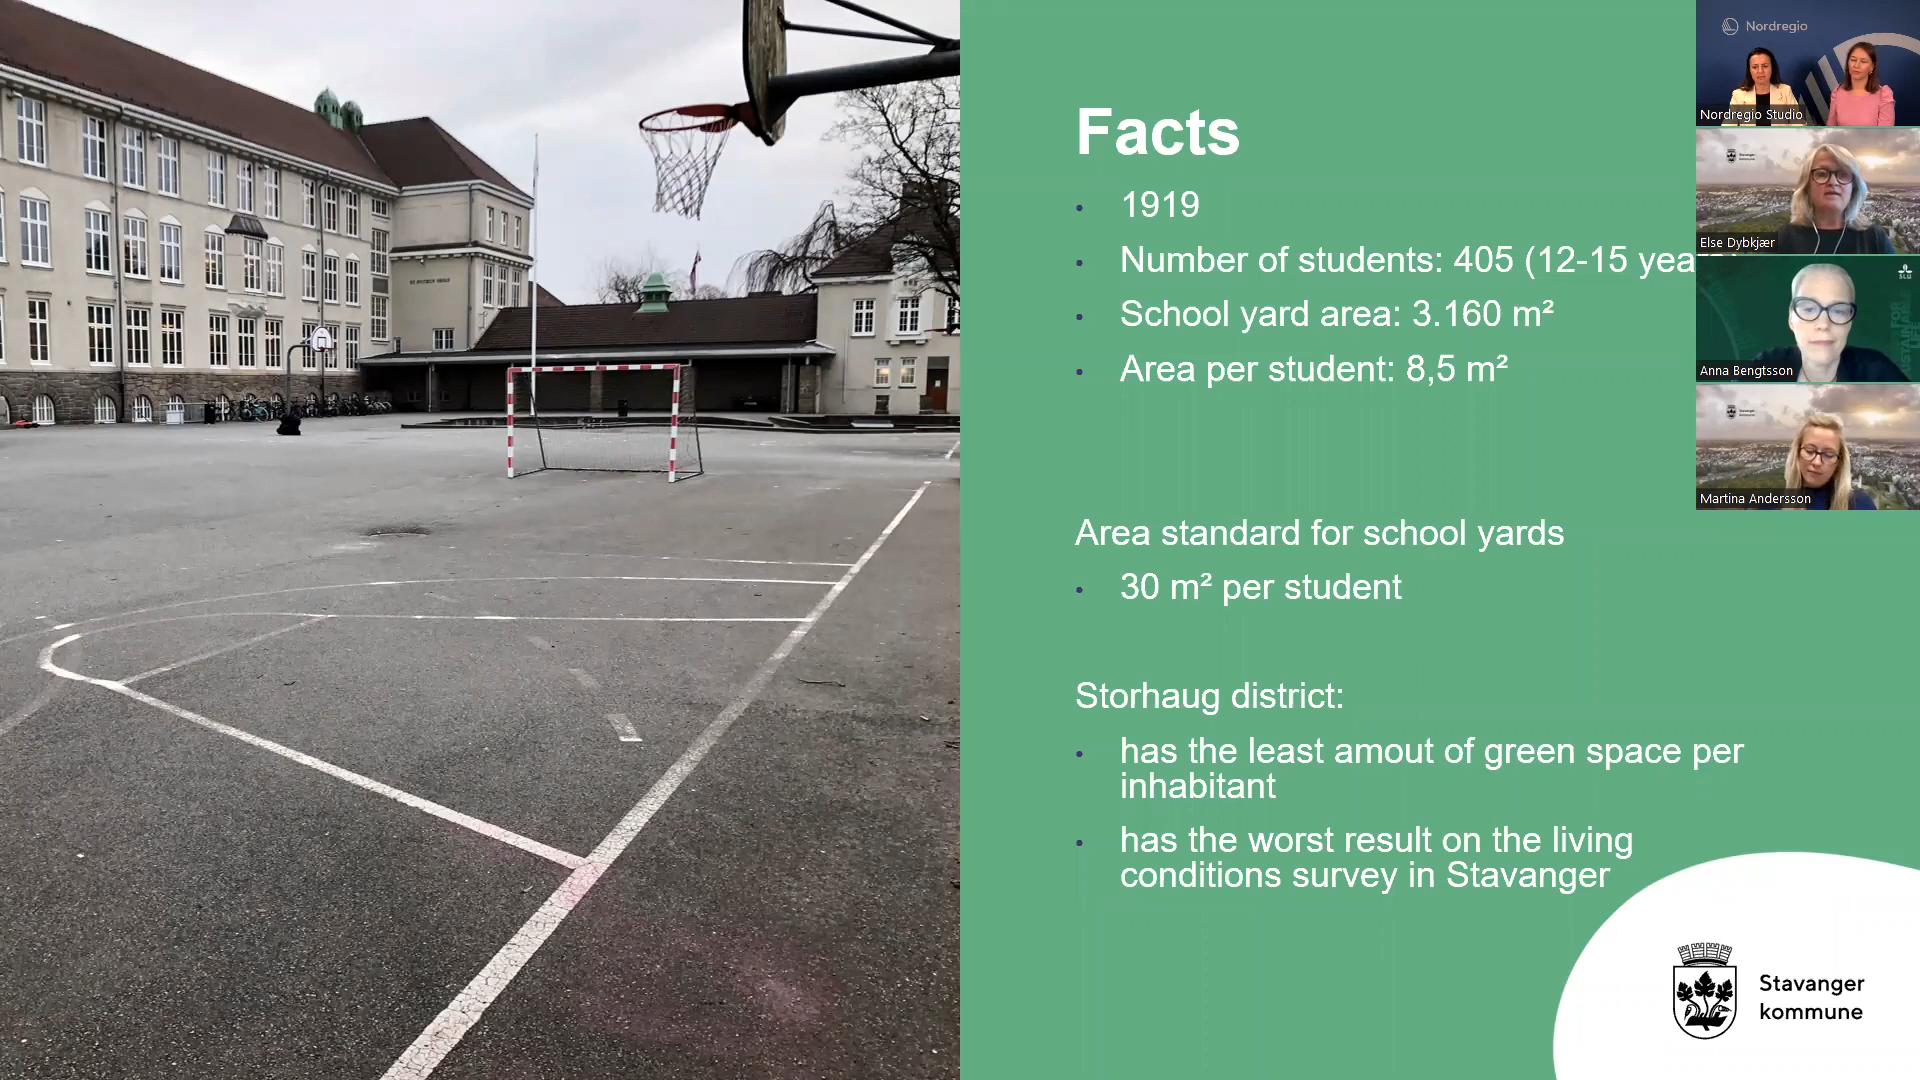 Facts
1919
Number of students: 405 (12-15 yea
School yard area: 3.160 m²
Area per student: 8,5 m²
Area standard for school yards
30 m² per student
Storhaug district:
has the least amout of green space per
inhabitant
has the worst result on the living
conditions survey in Stavanger
Stavanger
kommune
Nordregio
Nordregio Studio
Else Dybkjær
SLU
Anna Bengtsson
Martina Andersson